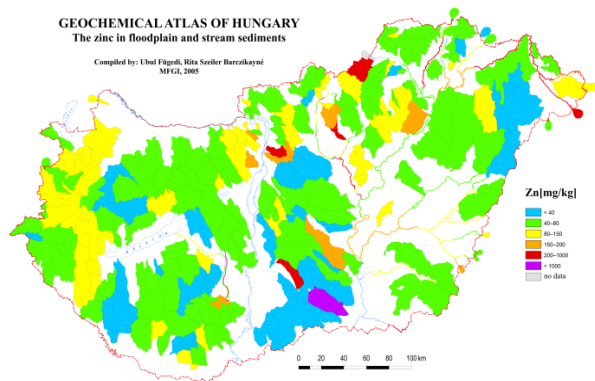 GEOCHEMICAL ATLAS OF HUNGARY
The zinc in floodplain and stream sediments
Compiled by: Ubul Fügedi, Rita Szeiler Barczikayné
MFGI, 2005
BALATON
Zn[mg/kg]
< 40
40–80
80–150
150–200
200–1000
> 1000
no data
0 20 40 60 80 100 km